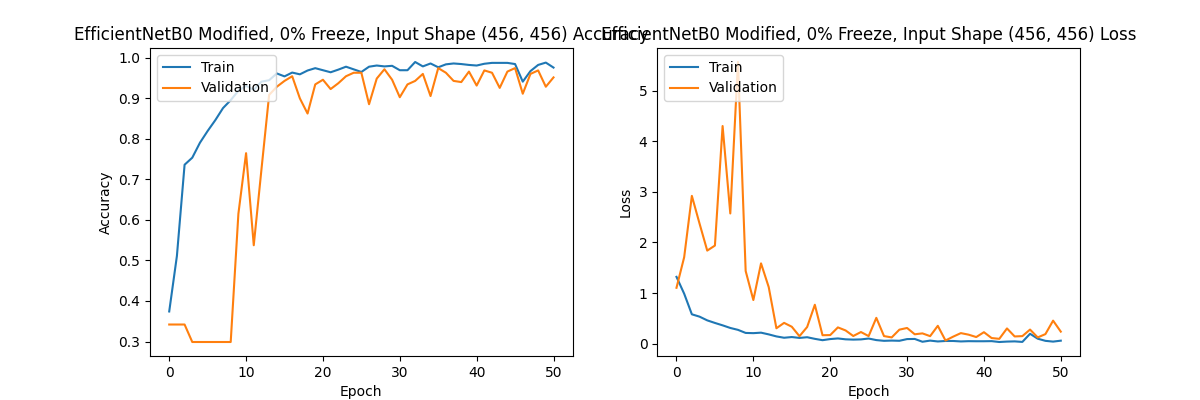 EfficientNetB0 Modified, 0% Freeze, Input Shape (456, 456) Accuracy
Train
Validation
1.0
0.9
0.8
0.7
0.6
0.5
0.4
0.3
Accuracy
0
10
20
30
40
50
Epoch
EfficientNetB0 Modified, 0% Freeze, Input Shape (456, 456) Loss
Train
Validation
5
4
3
2
1
0
Loss
0
10
20
30
40
50
Epoch